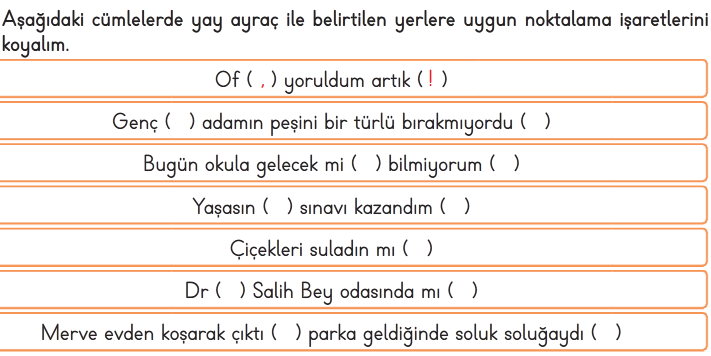 Aşağıdaki cümlelerde yay ayraç ile belirtilen yerlere uygun noktalama işaretlerini
koyalım.
Of ( , ) yoruldum artık ( ! )
Genç (   ) adamın peşini bir türlü bırakmıyordu (   )
Bugün okula gelecek mi (   ) bilmiyorum (   )
Yaşasın (   ) sınavı kazandım (   )
Çiçekleri suladın mı (   )
Dr (   ) Salih Bey odasında mı (   )
Merve evden koşarak çıktı (   ) parka geldiğinde soluk soluğaydı (   )